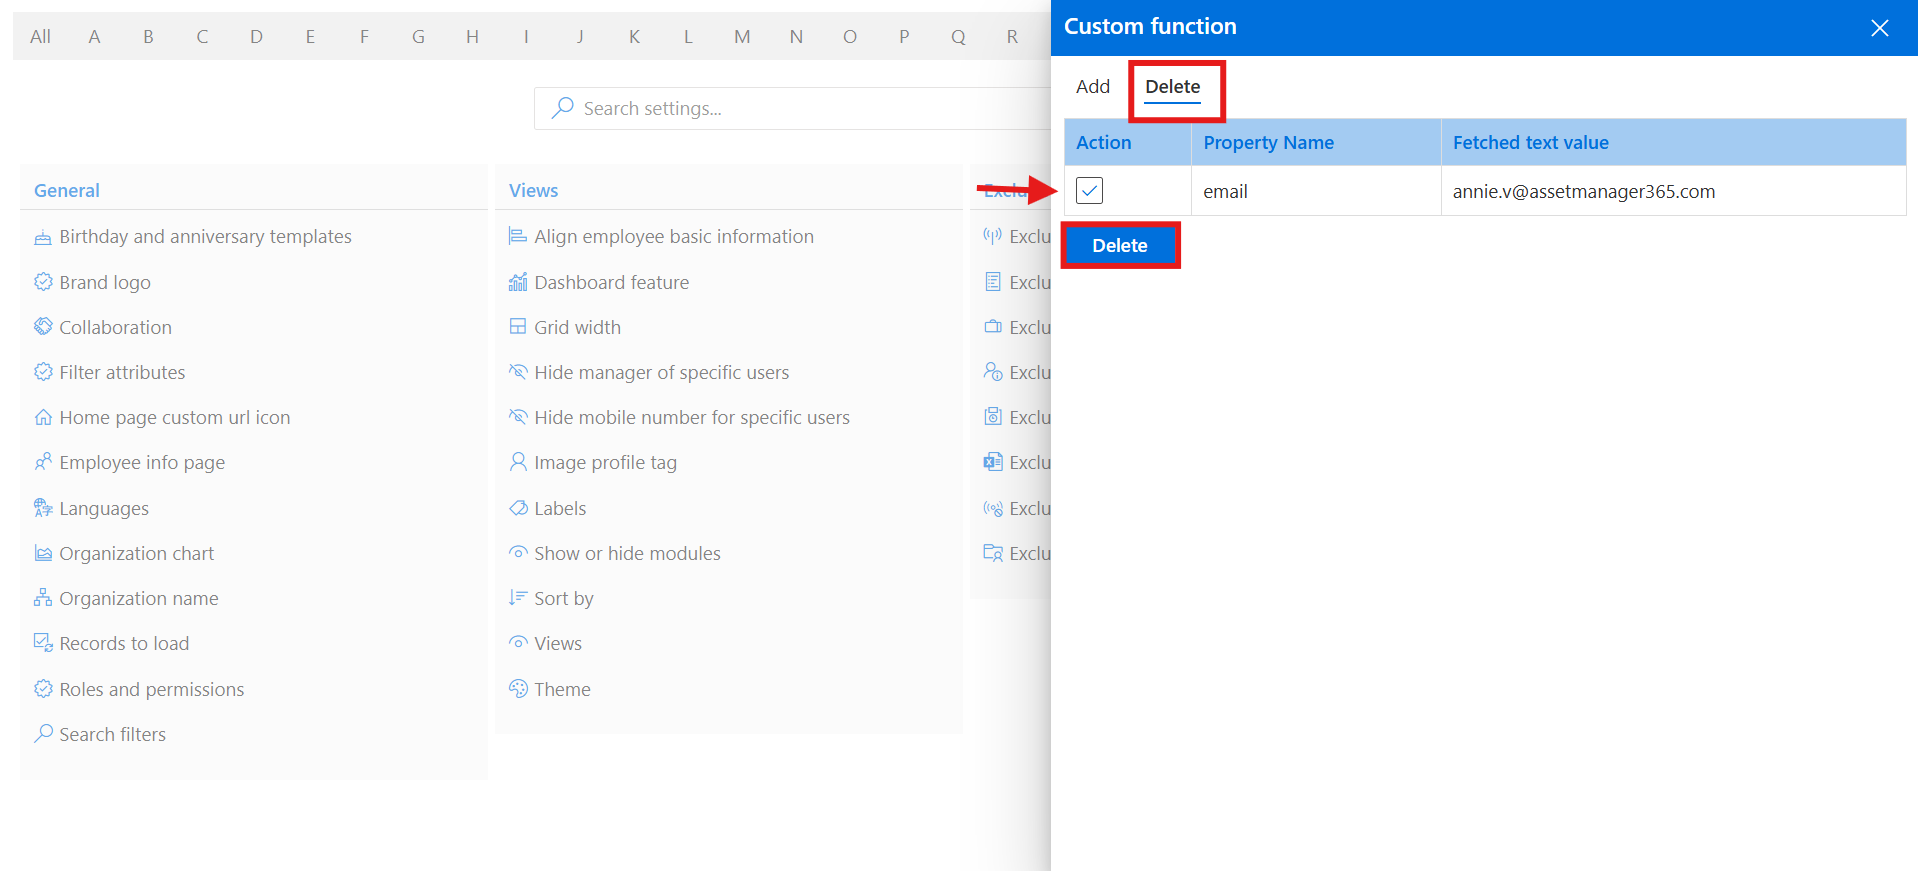 All A B C D E F G H I J K L M N O P Q R
Search settings...
General
Birthday and anniversary templates
Brand logo
Collaboration
Filter attributes
Home page custom url icon
Employee info page
Languages
Organization chart
Organization name
Records to load
Roles and permissions
Search filters
Views
Align employee basic information
Dashboard feature
Grid width
Hide manager of specific users
Hide mobile number for specific users
Image profile tag
Labels
Show or hide modules
Sort by
Views
Theme
Exclu
Exclu
Exclu
Exclu
Exclu
Exclu
Exclu
Exclu
Exclu
Custom function
Add Delete
Action Property Name Fetched text value
email annie.v@assetmanager365.com
Delete